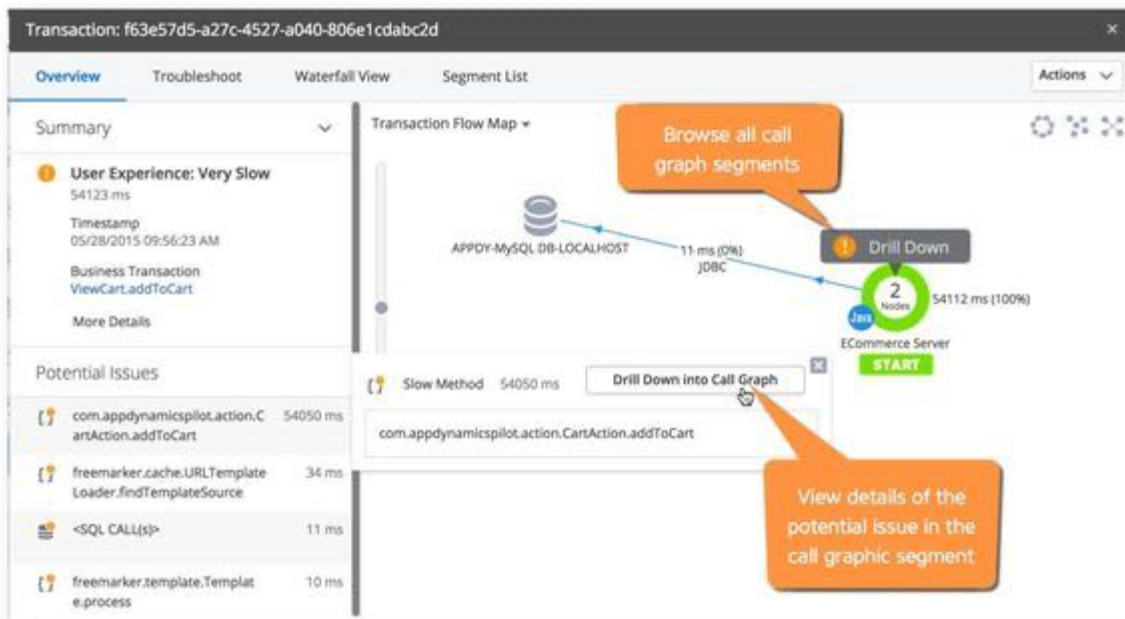 Transaction: f63e57d5-a27c-4527-a040-806e1cdabc2d
Overview Troubleshoot Waterfall View Segment List Actions
Summary
User Experience: Very Slow
54123 ms
Timestamp
05/28/2015 09:56:23 AM
Business Transaction
ViewCart.addToCart
More Details
Potential Issues
com.appdynamicspilot.action.C 54050 ms
artAction.addToCart
freemarker.cache.URLTemplate 34 ms
Loader.findTemplateSource
<SQL CALL(s)> 11 ms
freemarker.template.Templat 10 ms
e.process
Transaction Flow Map
Browse all call
graph segments
APPDY-MySQL DB-LOCALHOST
11 ms (0%)
JDBC
Drill Down
2
Nodes
54112 ms (100%)
Java
ECommerce Server
START
Slow Method 54050 ms Drill Down into Call Graph
com.appdynamicspilot.action.CartAction.addToCart
View details of the
potential issue in the
call graphic segment